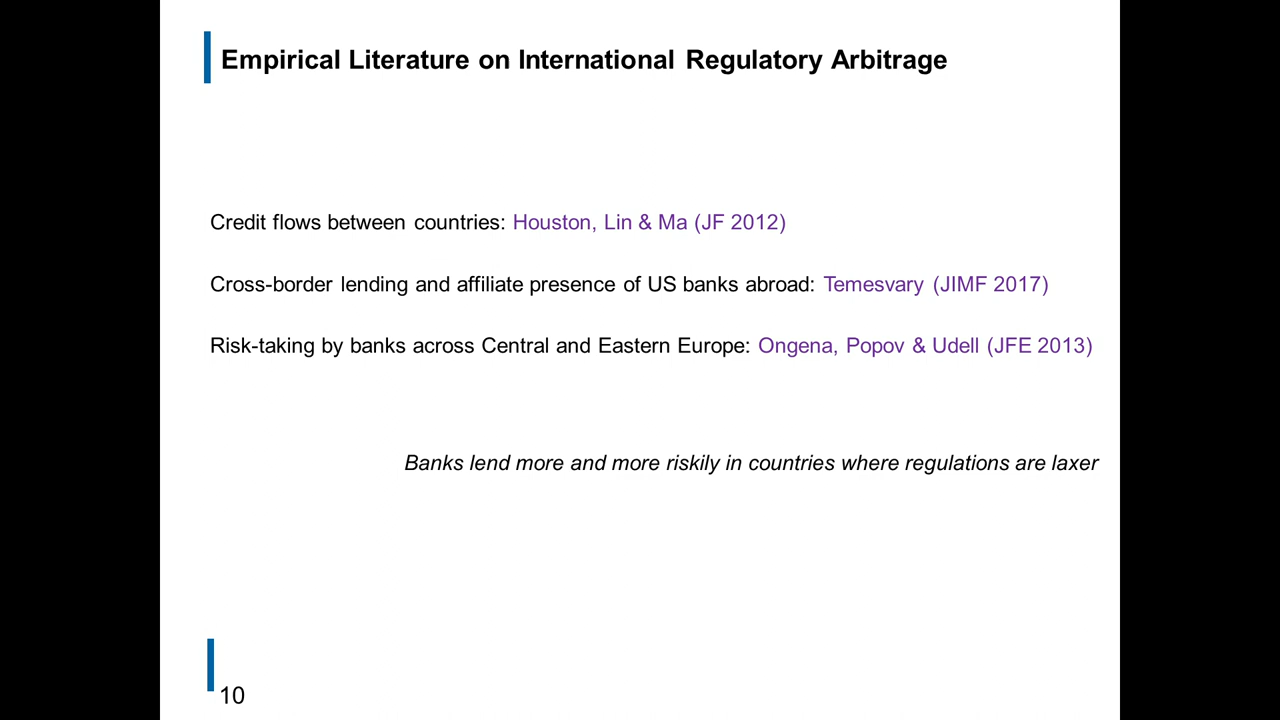 Empirical Literature on International Regulatory Arbitrage
Credit flows between countries: Houston, Lin & Ma (JF 2012)
Cross-border lending and affiliate presence of US banks abroad: Temesvary (JIMF 2017)
Risk-taking by banks across Central and Eastern Europe: Ongena, Popov & Udell (JFE 2013)
Banks lend more and more riskily in countries where regulations are laxer
10